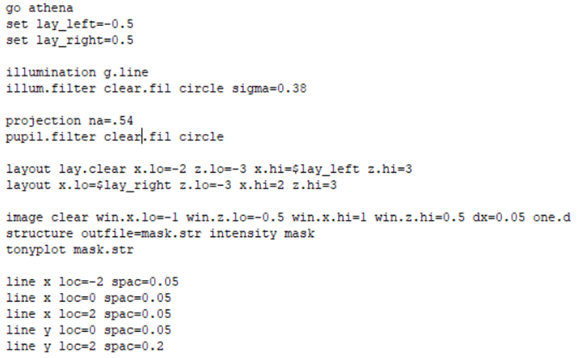 go athena
set lay_left=-0.5
set lay_right=0.5
illumination g.line
illum.filter clear.fil circle sigma=0.38
projection na=.54
pupil.filter clear.fil circle
layout lay.clear x.lo=-2 z.lo=-3 x.hi=$lay_left z.hi=3
layout x.lo=$lay_right z.lo=-3 x.hi=2 z.hi=3
image clear win.x.lo=-1 win.z.lo=-0.5 win.x.hi=1 win.z.hi=0.5 dx=0.05 one.d
structure outfile=mask.str intensity mask
tonyplot mask.str
line x loc=-2 spac=0.05
line x loc=0 spac=0.05
line x loc=2 spac=0.05
line y loc=0 spac=0.05
line y loc=2 spac=0.2